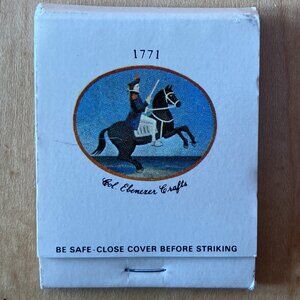 1771
Col. Ebenezer Crafts
BE SAFE-CLOSE COVER BEFORE STRIKING